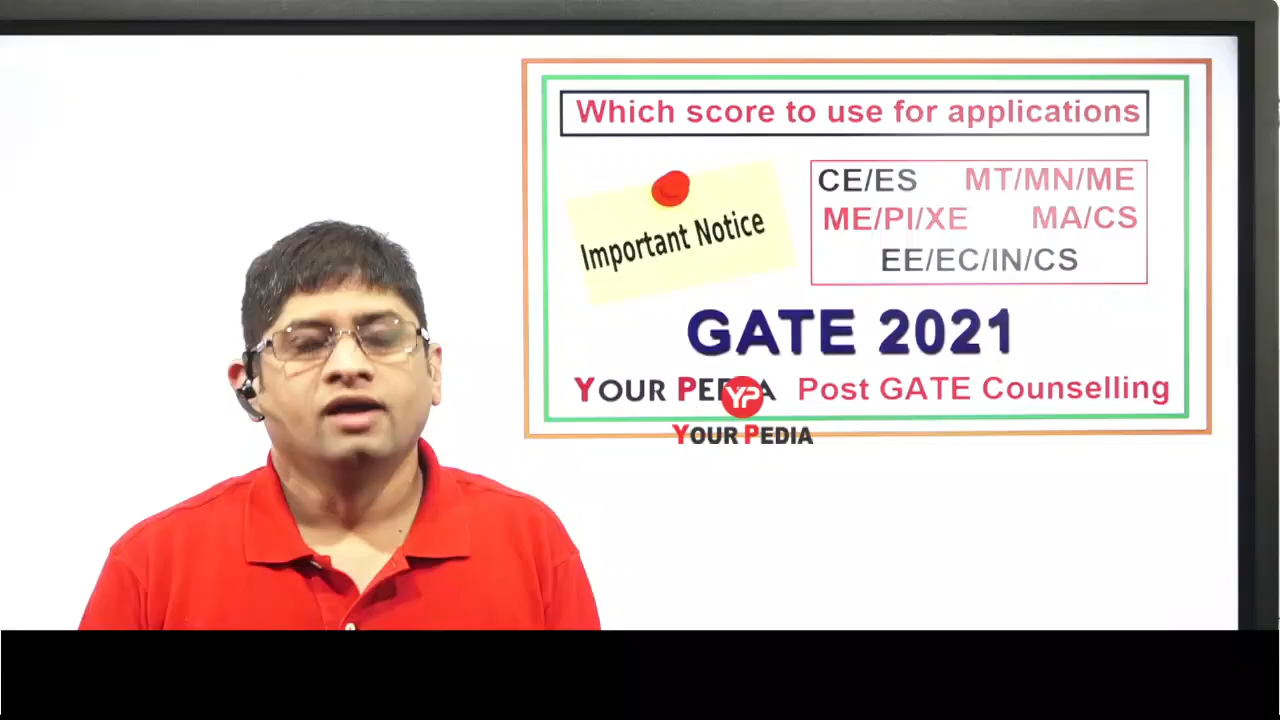 Which score to use for applications
Important Notice
CE/ES MT/MN/ME
ME/PI/XE MA/CS
EE/EC/IN/CS
GATE 2021
YOUR Post GATE Counselling
YP
YOUR PEDIA